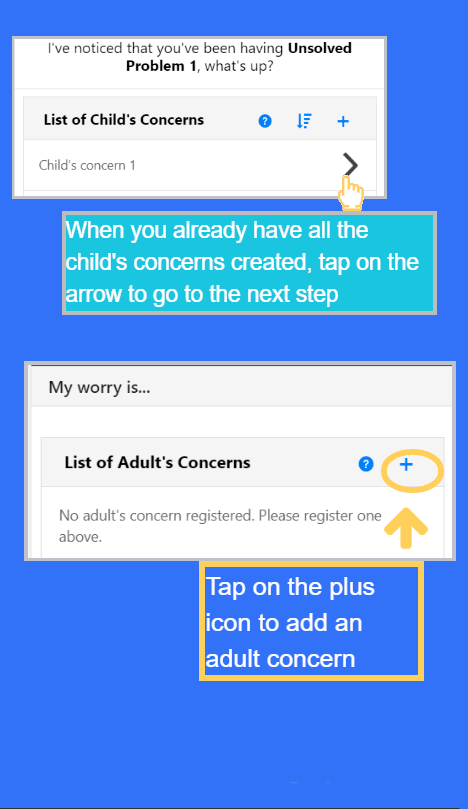 I've noticed that you've been having Unsolved
Problem 1, what's up?
List of Child's Concerns
Child's concern 1
When you already have all the
child's concerns created, tap on the
arrow to go to the next step
My worry is...
List of Adult's Concerns
No adult's concern registered. Please register one
above.
Tap on the plus
icon to add an
adult concern